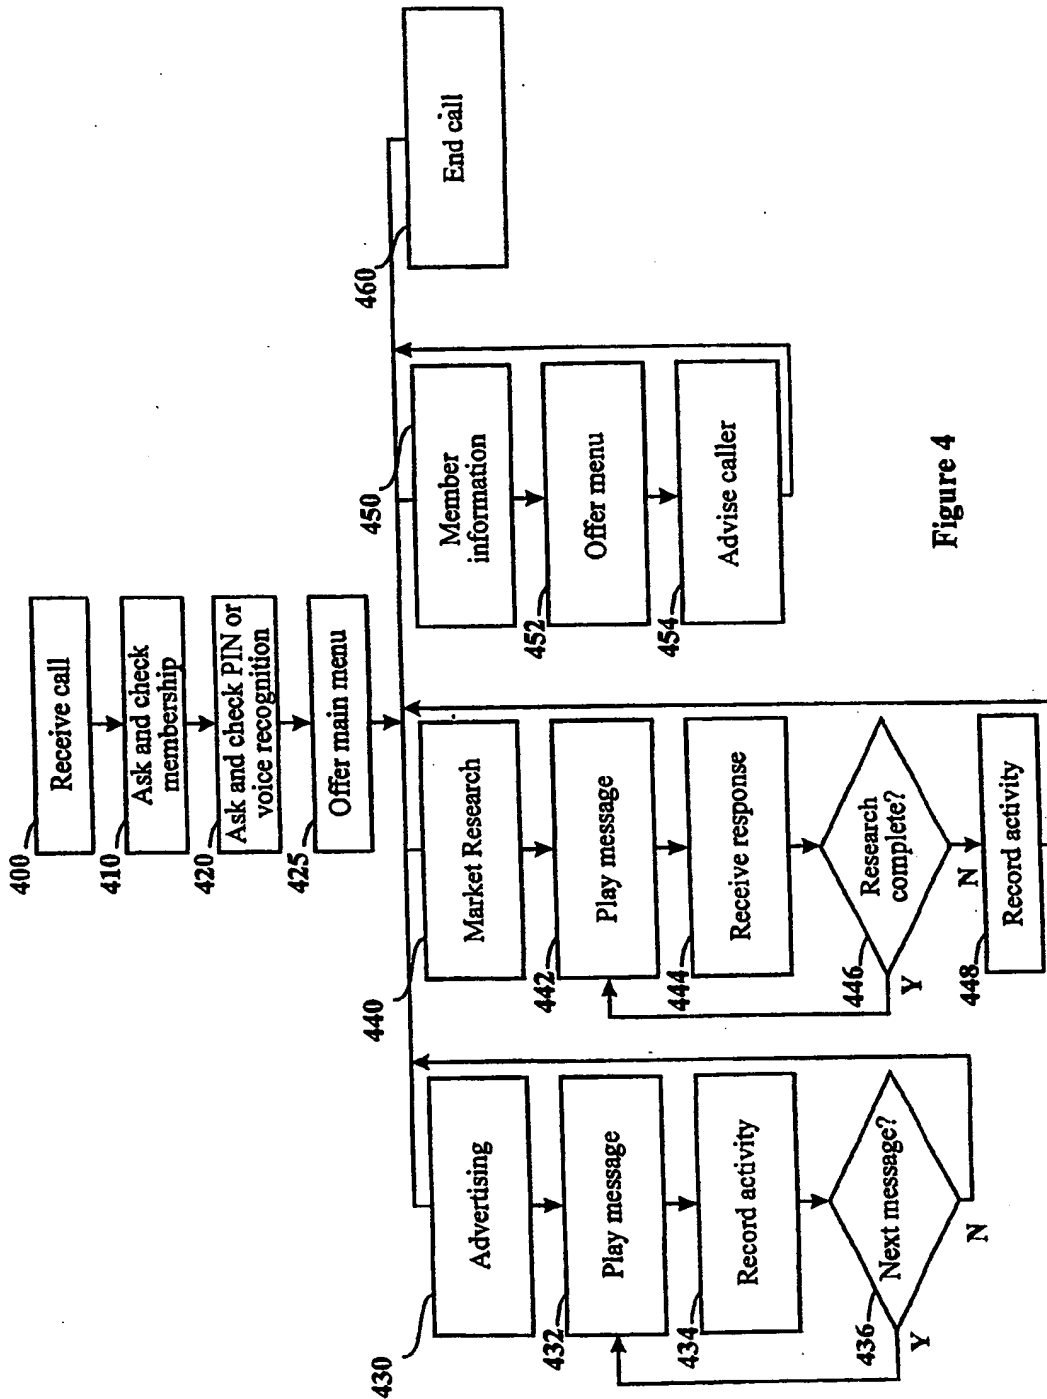 400
Receive call
410
Ask and check
membership
420
Ask and check PIN or
voice recognition
425
Offer main menu
430
Advertising
432
Play message
434
Record activity
436
Next message?
Y
N
440
Market Research
442
Play message
444
Receive response
446
Research
complete?
Y
N
448
Record activity
450
Member
information
452
Offer menu
454
Advise caller
460
End call
Figure 4